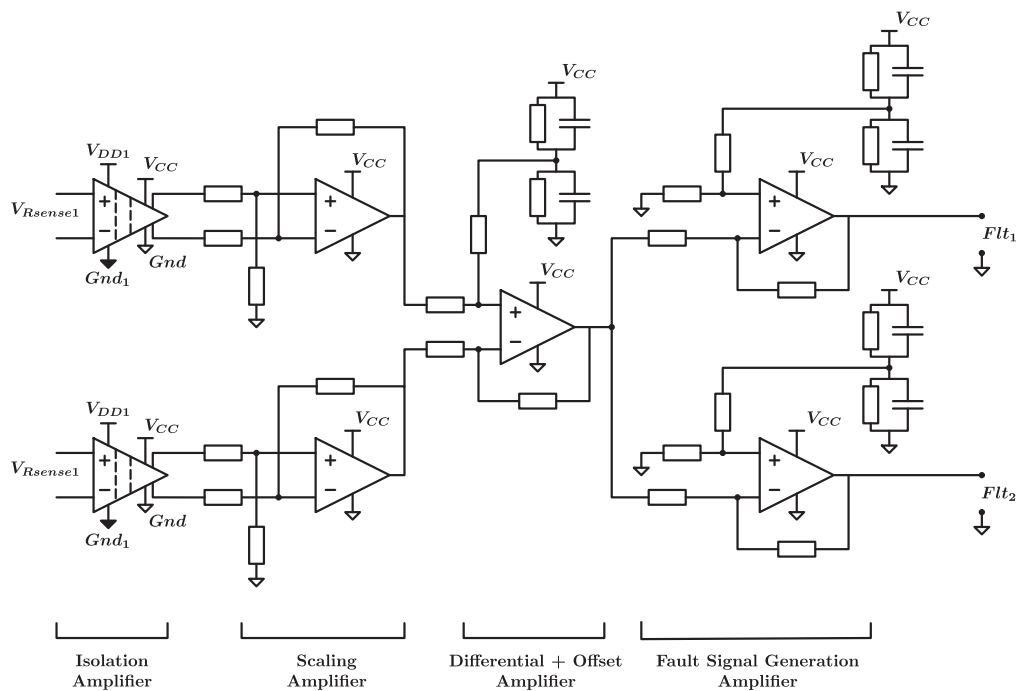 V_CC
V_CC
V_DD1
V_CC
V_CC
V_CC
+
+
+
V_Rsense1
−
−
−
Flt_1
Gnd
Gnd_1
V_CC
V_CC
+
−
V_DD1
V_CC
V_CC
V_CC
+
+
+
V_Rsense1
−
−
−
Flt_2
Gnd
Gnd_1
Isolation
Amplifier
Scaling
Amplifier
Differential + Offset
Amplifier
Fault Signal Generation
Amplifier